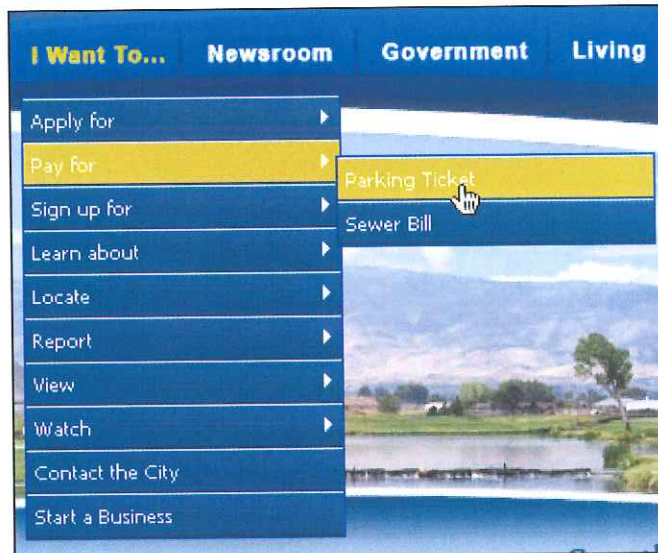 I Want To... Newsroom Government Living
Apply for
Pay for
Parking Ticket
Sign up for
Sewer Bill
Learn about
Locate
Report
View
Watch
Contact the City
Start a Business